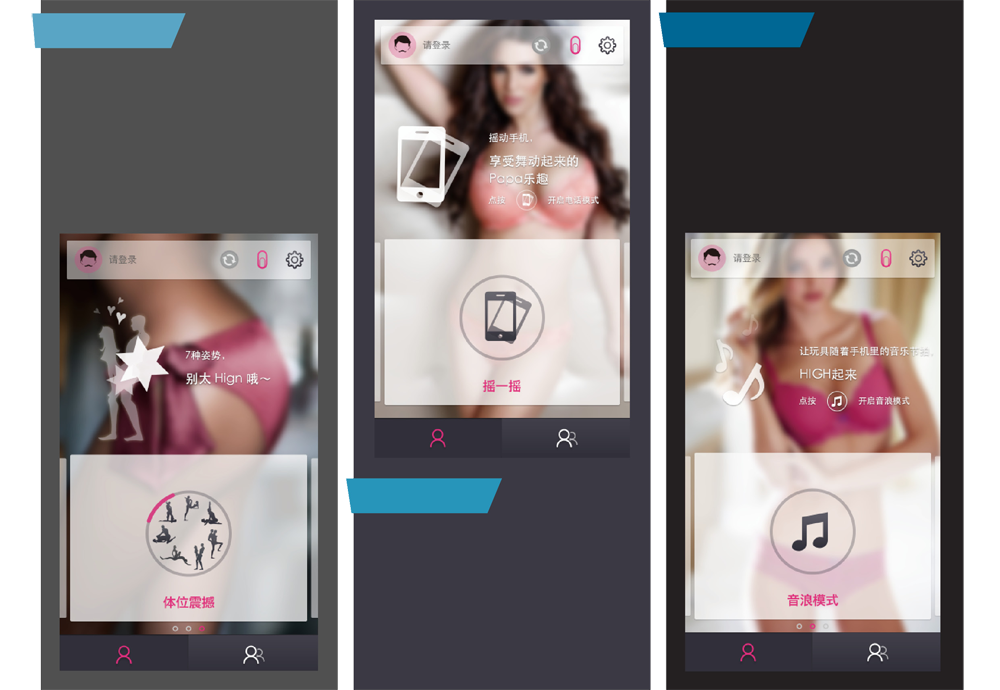 请登录
7种姿势,
别太 Hign 哦～
体位震撼
请登录
摇动手机,
享受舞动起来的
Papa乐趣
点按 开启电话模式
摇一摇
请登录
让玩具随着手机里的音乐节拍,
HIGH起来
点按 开启音浪模式
音浪模式